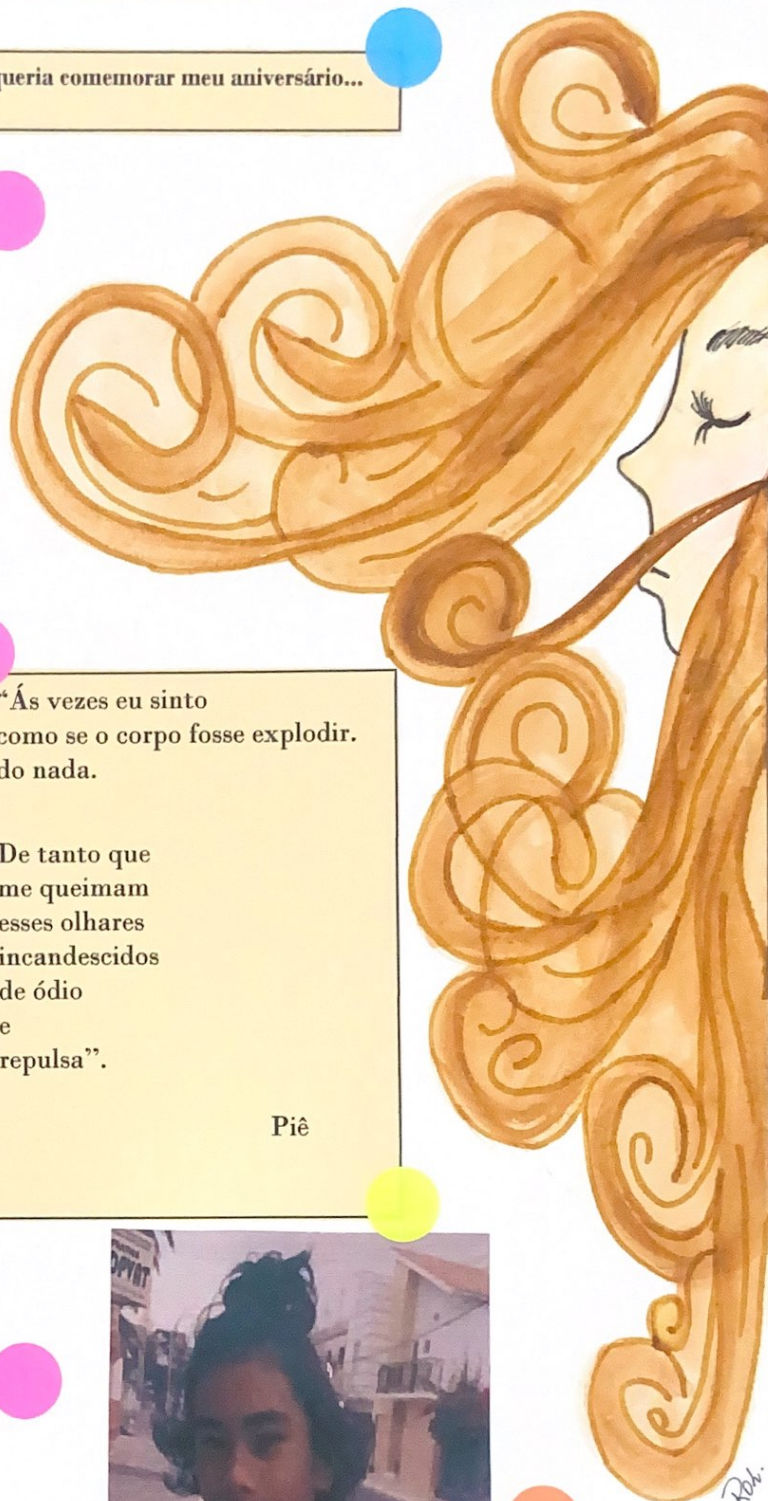 queria comemorar meu aniversário...
“Ás vezes eu sinto
como se o corpo fosse explodir.
do nada.
De tanto que
me queimam
esses olhares
incandescidos
de ódio
e
repulsa”.
Piê